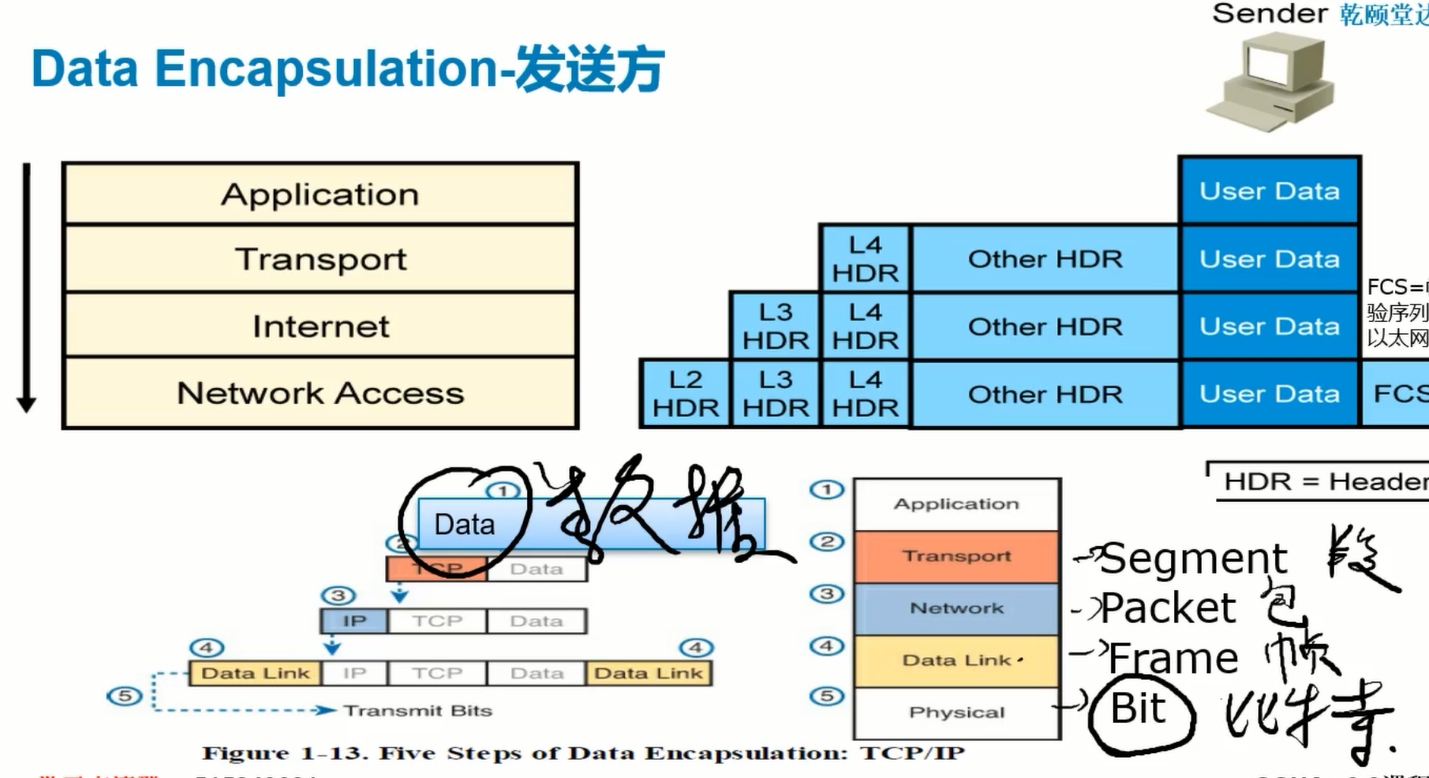 Sender 乾颐堂达
Data Encapsulation-发送方
Application
Transport
Internet
Network Access
User Data
L4 HDR Other HDR User Data
L3 HDR L4 HDR Other HDR User Data
L2 HDR L3 HDR L4 HDR Other HDR User Data FCS
FCS=
验序列
以太网
HDR = Header
1
Data 数据
2
TCP Data
3
IP TCP Data
4 4
Data Link IP TCP Data Data Link
5
Transmit Bits
1 Application
2 Transport Segment 段
3 Network Packet 包
4 Data Link Frame 帧
5 Physical Bit 比特
Figure 1-13. Five Steps of Data Encapsulation: TCP/IP